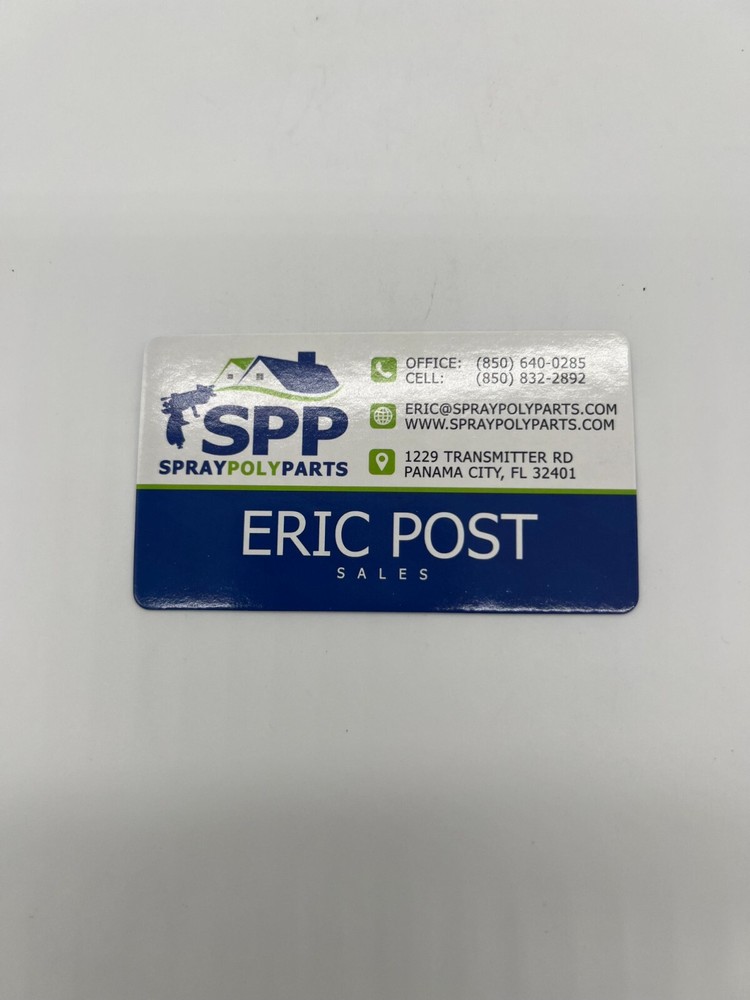 SPP
SPRAYPOLYPARTS
OFFICE: (850) 640-0285
CELL: (850) 832-2892
ERIC@SPRAYPOLYPARTS.COM
WWW.SPRAYPOLYPARTS.COM
1229 TRANSMITTER RD
PANAMA CITY, FL 32401
ERIC POST
SALES